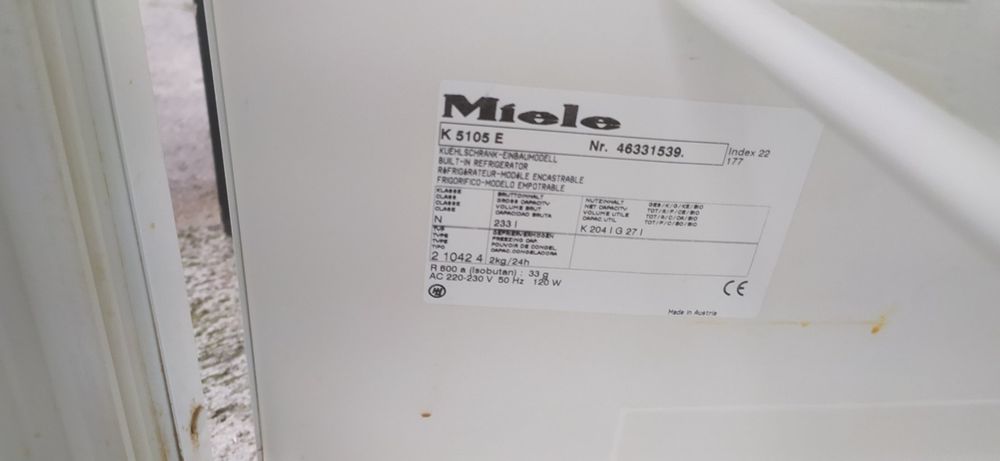 Miele
K 5105 E Nr. 46331539.
Index 22
177
KUEHLSCHRANK-EINBAUMODELL
BUILT-IN REFRIGERATOR
RÉFRIGÉRATEUR-MODÈLE ENCASTRABLE
FRIGORIFICO-MODELO EMPOTRABLE
KLASSE BRUTTOINHALT NUTZINHALT
CLASS GROSS CAPACITY NET CAPACITY
CLASSE VOLUME BRUT VOLUME UTILE
CLASE CAPACIDAD BRUTA CAPAC.UTIL
N 233 l K 204 l G 27 l
GEFRIERVERMOEGEN
TYPE FREEZING CAP.
TYPE POUVOIR DE CONGEL.
TIPO CAPAC.CONGELADORA
2 1042 4 2kg/24h
R 600 a (Isobutan) : 33 g
AC 220-230 V 50 Hz 120 W
CE
Made in Austria